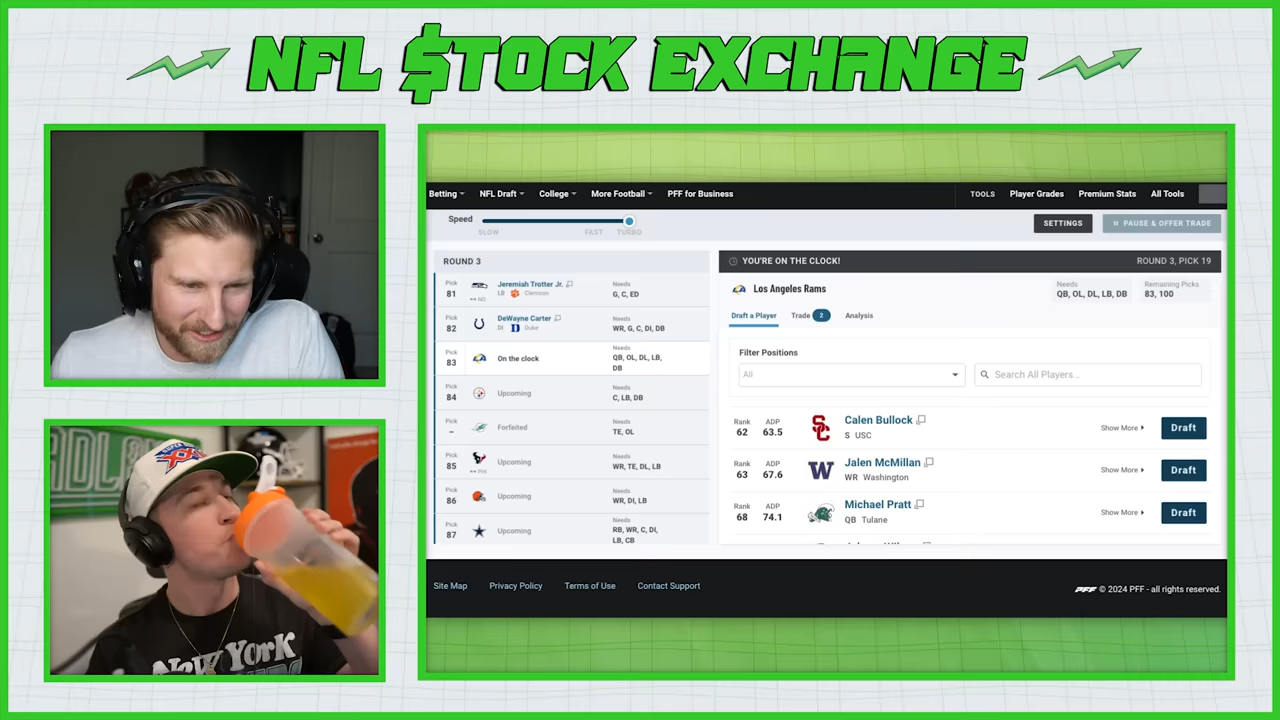 NFL $TOCK EXCHANGE
Betting
NFL Draft
College
More Football
PFF for Business
TOOLS
Player Grades
Premium Stats
All Tools
Speed
SLOW
FAST
TURBO
SETTINGS
PAUSE & OFFER TRADE
ROUND 3
Pick
81
Jeremiah Trotter Jr.
LB Clemson
Needs
G, C, ED
Pick
82
DeWayne Carter
DI Duke
Needs
WR, G, C, DI, DB
Pick
83
On the clock
Needs
QB, OL, DL, LB,
DB
Pick
84
Upcoming
Needs
C, LB, DB
Pick
–
Forfeited
Needs
TE, OL
Pick
85
Upcoming
Needs
WR, TE, DL, LB
Pick
86
Upcoming
Needs
WR, DI, LB
Pick
87
Upcoming
Needs
RB, WR, C, DI,
LB, CB
YOU'RE ON THE CLOCK!
ROUND 3, PICK 19
Los Angeles Rams
Needs
QB, OL, DL, LB, DB
Remaining Picks
83, 100
Draft a Player
Trade 2
Analysis
Filter Positions
All
Search All Players...
Rank
62
ADP
63.5
Calen Bullock
S USC
Show More
Draft
Rank
63
ADP
67.6
Jalen McMillan
WR Washington
Show More
Draft
Rank
68
ADP
74.1
Michael Pratt
QB Tulane
Show More
Draft
Site Map
Privacy Policy
Terms of Use
Contact Support
PFF © 2024 PFF - all rights reserved.
NEW YORK